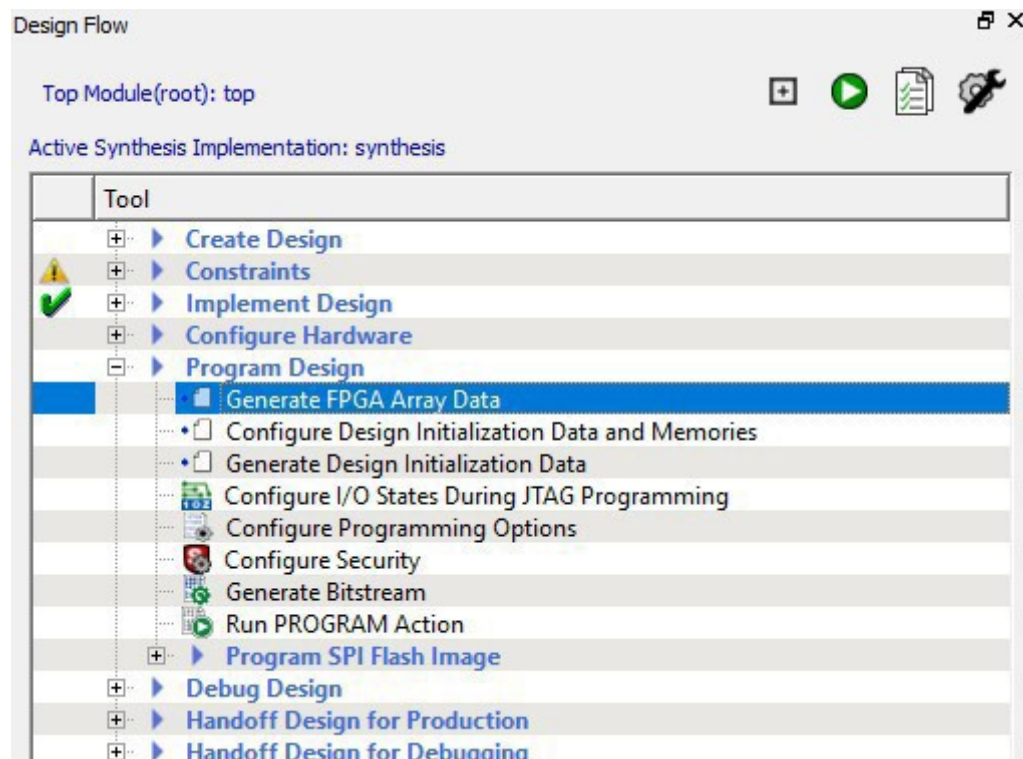 Design Flow
Top Module(root): top
Active Synthesis Implementation: synthesis
Tool
Create Design
Constraints
Implement Design
Configure Hardware
Program Design
Generate FPGA Array Data
Configure Design Initialization Data and Memories
Generate Design Initialization Data
Configure I/O States During JTAG Programming
Configure Programming Options
Configure Security
Generate Bitstream
Run PROGRAM Action
Program SPI Flash Image
Debug Design
Handoff Design for Production
Handoff Design for Debugging